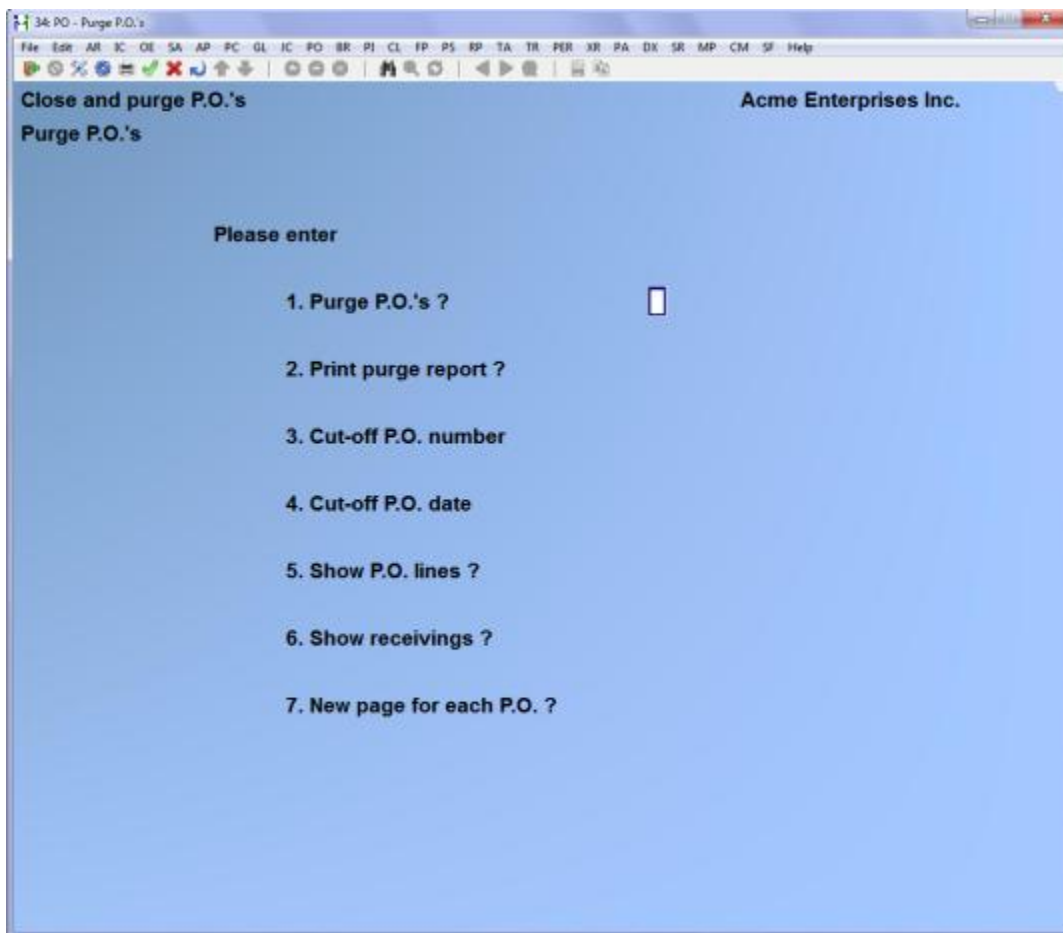 34: PO - Purge P.O.'s
File Edit AR IC OE SA AP PC GL IC PO BR PI CL FP PS RP TA TR PER XR PA DX SR MP CM SF Help
Close and purge P.O.'s Acme Enterprises Inc.
Purge P.O.'s
Please enter
1. Purge P.O.'s ?
2. Print purge report ?
3. Cut-off P.O. number
4. Cut-off P.O. date
5. Show P.O. lines ?
6. Show receivings ?
7. New page for each P.O. ?